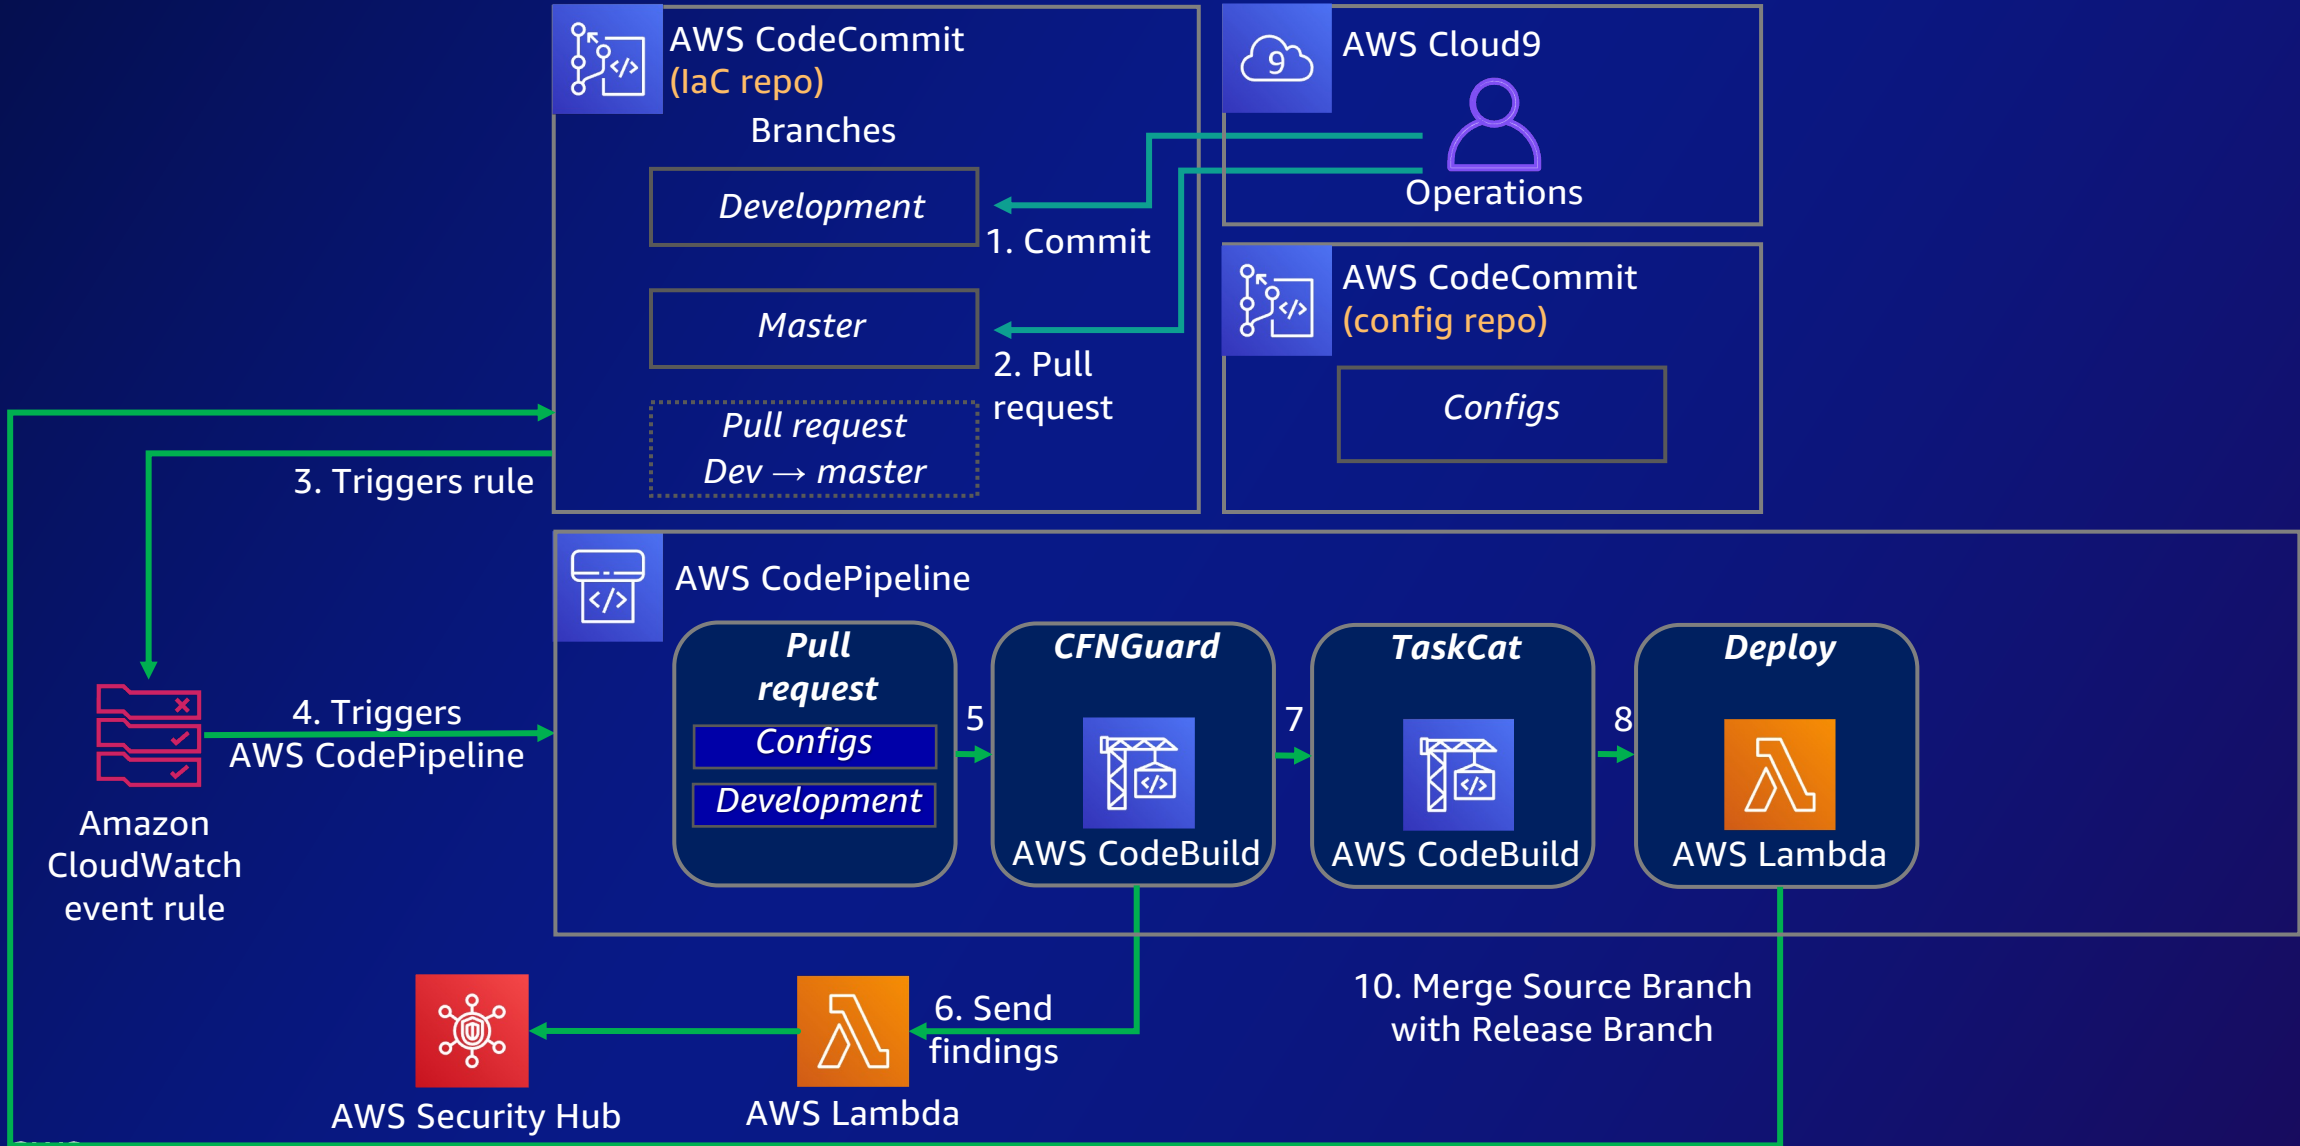 AWS CodeCommit
(IaC repo)
Branches
Development
Master
Pull request
Dev → master
1. Commit
2. Pull
request
AWS Cloud9
9
Operations
AWS CodeCommit
(config repo)
Configs
3. Triggers rule
4. Triggers
AWS CodePipeline
Amazon
CloudWatch
event rule
AWS CodePipeline
Pull
request
Configs
Development
5
CFNGuard
AWS CodeBuild
7
TaskCat
AWS CodeBuild
8
Deploy
AWS Lambda
6. Send
findings
AWS Lambda
AWS Security Hub
10. Merge Source Branch
with Release Branch